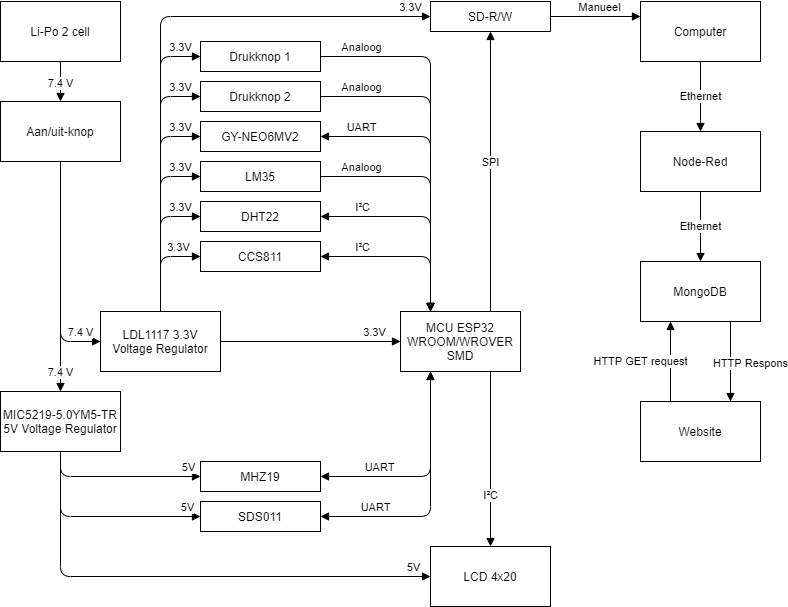 3.3V
SD-R/W
Manueel
Computer
Li-Po 2 cell
7.4 V
Aan/uit-knop
3.3V
Drukknop 1
Analoog
3.3V
Drukknop 2
Analoog
3.3V
GY-NEO6MV2
UART
3.3V
LM35
Analoog
3.3V
DHT22
I²C
3.3V
CCS811
I²C
SPI
Ethernet
Node-Red
Ethernet
MongoDB
7.4 V
LDL1117 3.3V
Voltage Regulator
3.3V
MCU ESP32
WROOM/WROVER
SMD
HTTP GET request
HTTP Respons
Website
7.4 V
MIC5219-5.0YM5-TR
5V Voltage Regulator
5V
MHZ19
UART
5V
SDS011
UART
I²C
5V
LCD 4x20